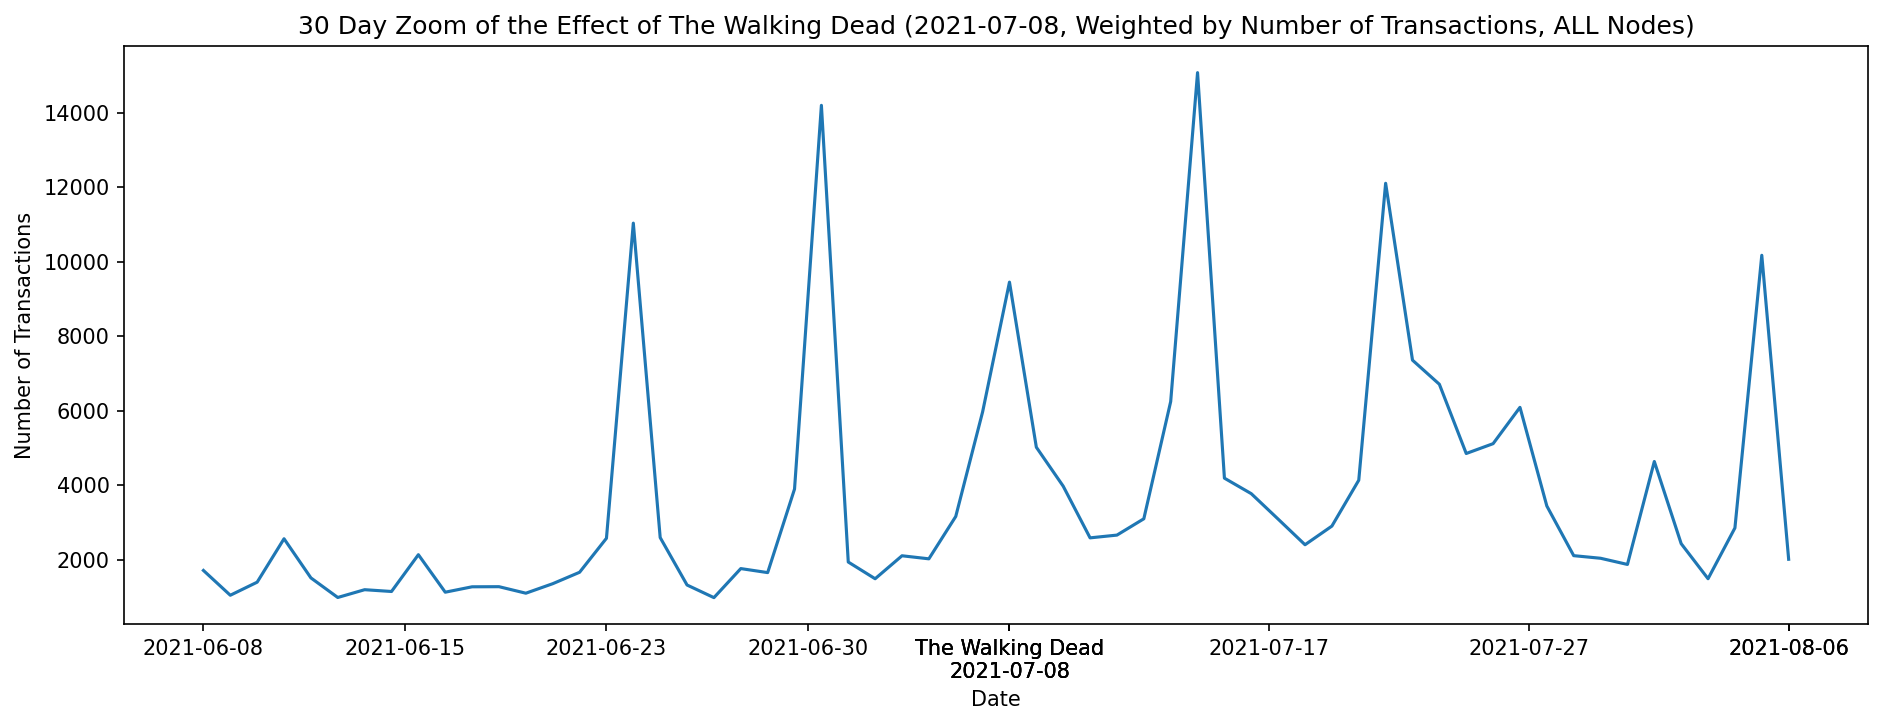 30 Day Zoom of the Effect of The Walking Dead (2021-07-08, Weighted by Number of Transactions, ALL Nodes)
Number of Transactions
14000
12000
10000
8000
6000
4000
2000
2021-06-08 2021-06-15 2021-06-23 2021-06-30 The Walking Dead 2021-07-17 2021-07-27 2021-08-06
2021-07-08
Date